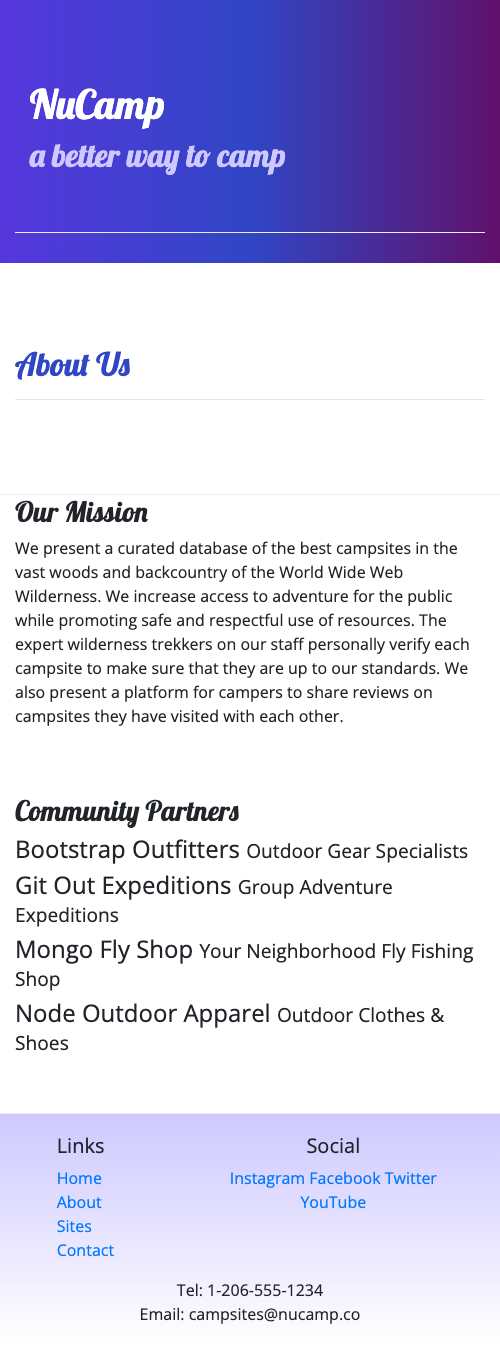 NuCamp
a better way to camp
About Us
Our Mission
We present a curated database of the best campsites in the
vast woods and backcountry of the World Wide Web
Wilderness. We increase access to adventure for the public
while promoting safe and respectful use of resources. The
expert wilderness trekkers on our staff personally verify each
campsite to make sure that they are up to our standards. We
also present a platform for campers to share reviews on
campsites they have visited with each other.
Community Partners
Bootstrap Outfitters Outdoor Gear Specialists
Git Out Expeditions Group Adventure
Expeditions
Mongo Fly Shop Your Neighborhood Fly Fishing
Shop
Node Outdoor Apparel Outdoor Clothes &
Shoes
Links
Home
About
Sites
Contact
Social
Instagram Facebook Twitter
YouTube
Tel: 1-206-555-1234
Email: campsites@nucamp.co